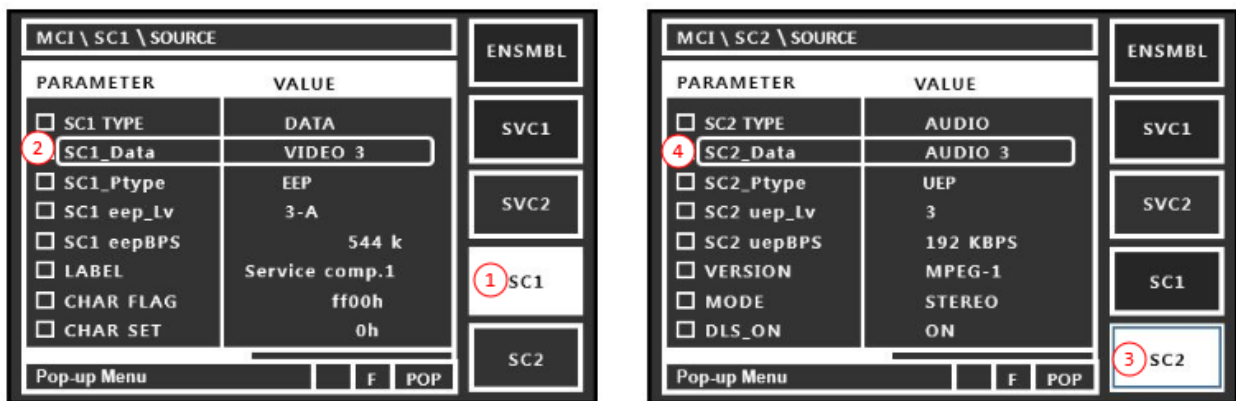 MCI \ SC1 \ SOURCE
PARAMETER VALUE
SC1 TYPE DATA
2 SC1_Data VIDEO 3
SC1_Ptype EEP
SC1 eep_Lv 3-A
SC1 eepBPS 544 k
LABEL Service comp.1
CHAR FLAG ff00h
CHAR SET 0h
Pop-up Menu F POP
ENSMBL
SVC1
SVC2
1 SC1
SC2
MCI \ SC2 \ SOURCE
PARAMETER VALUE
SC2 TYPE AUDIO
4 SC2_Data AUDIO 3
SC2_Ptype UEP
SC2 uep_Lv 3
SC2 uepBPS 192 KBPS
VERSION MPEG-1
MODE STEREO
DLS_ON ON
Pop-up Menu F POP
ENSMBL
SVC1
SVC2
SC1
3 SC2